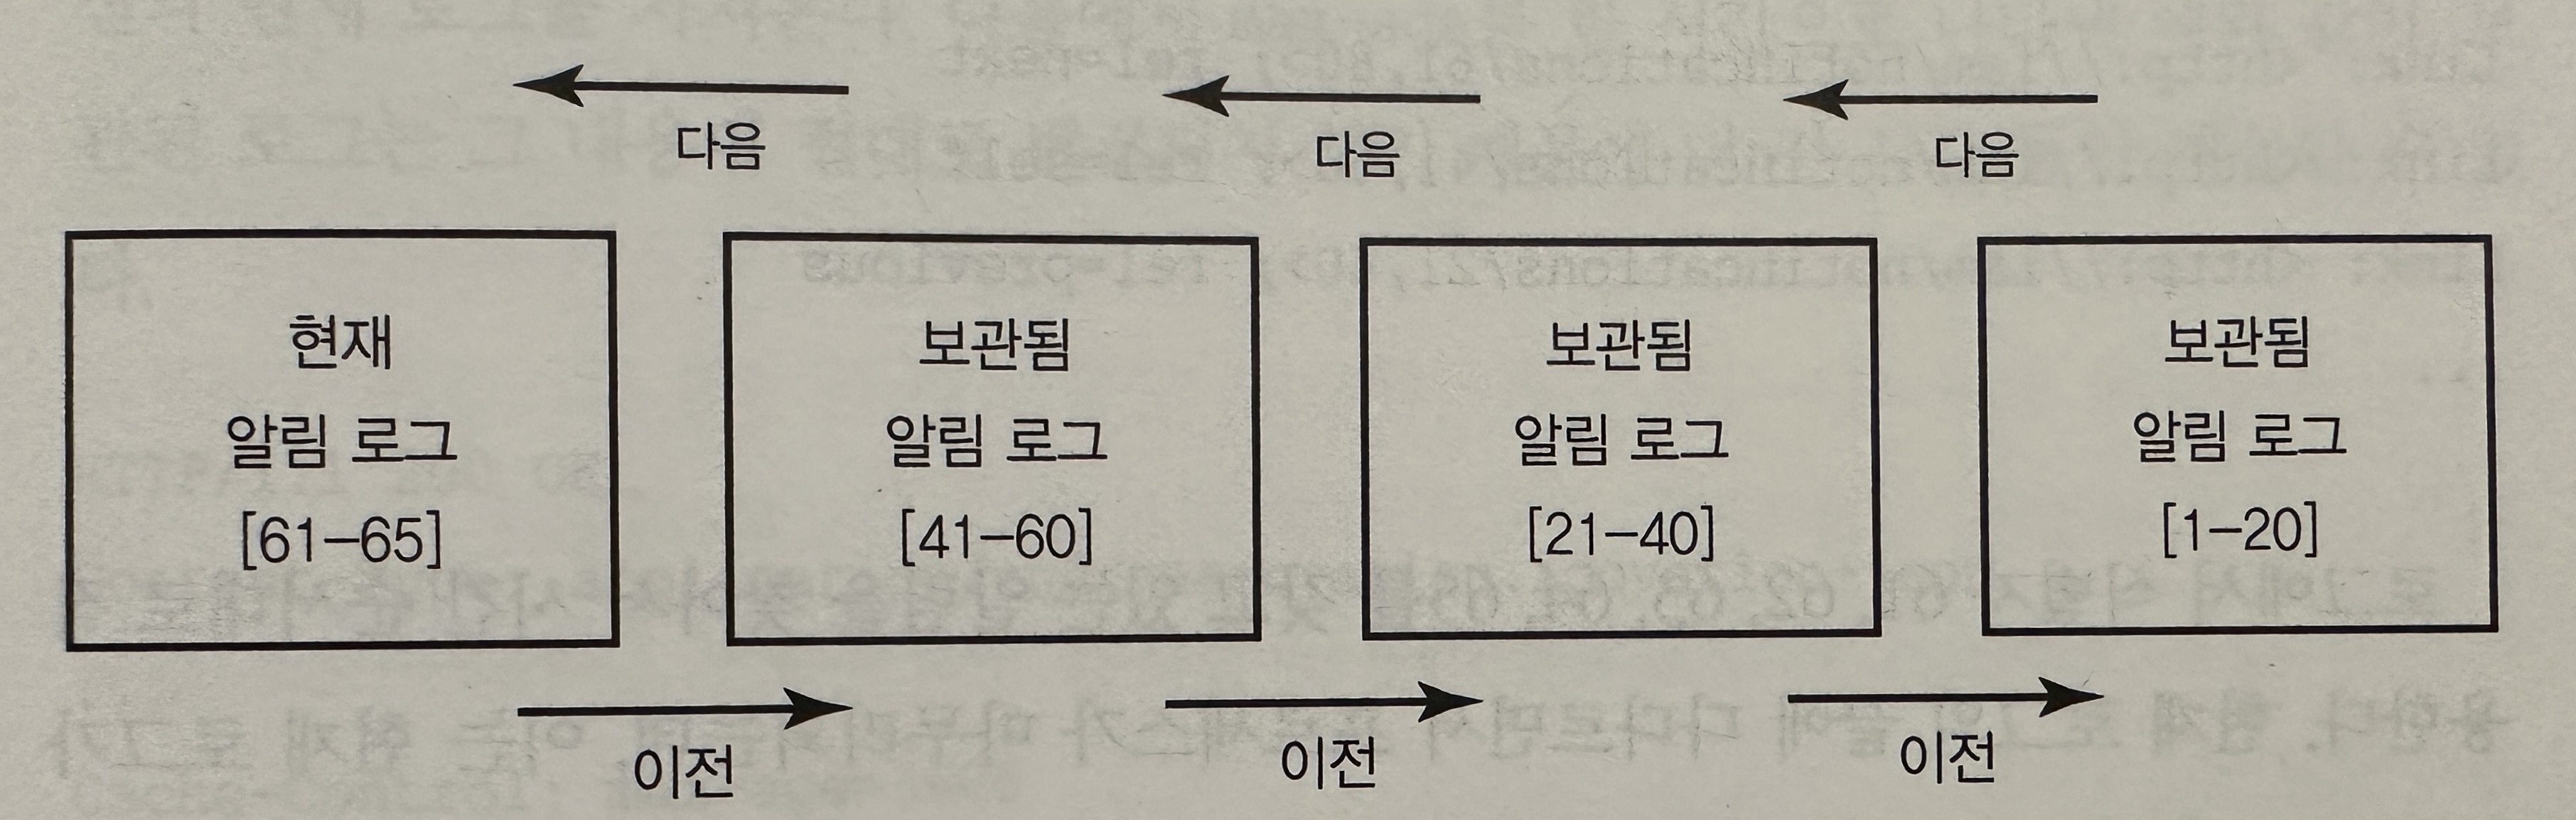 다음
다음
다음
현재
알림 로그
[61-65]
보관됨
알림 로그
[41-60]
보관됨
알림 로그
[21-40]
보관됨
알림 로그
[1-20]
이전
이전
이전